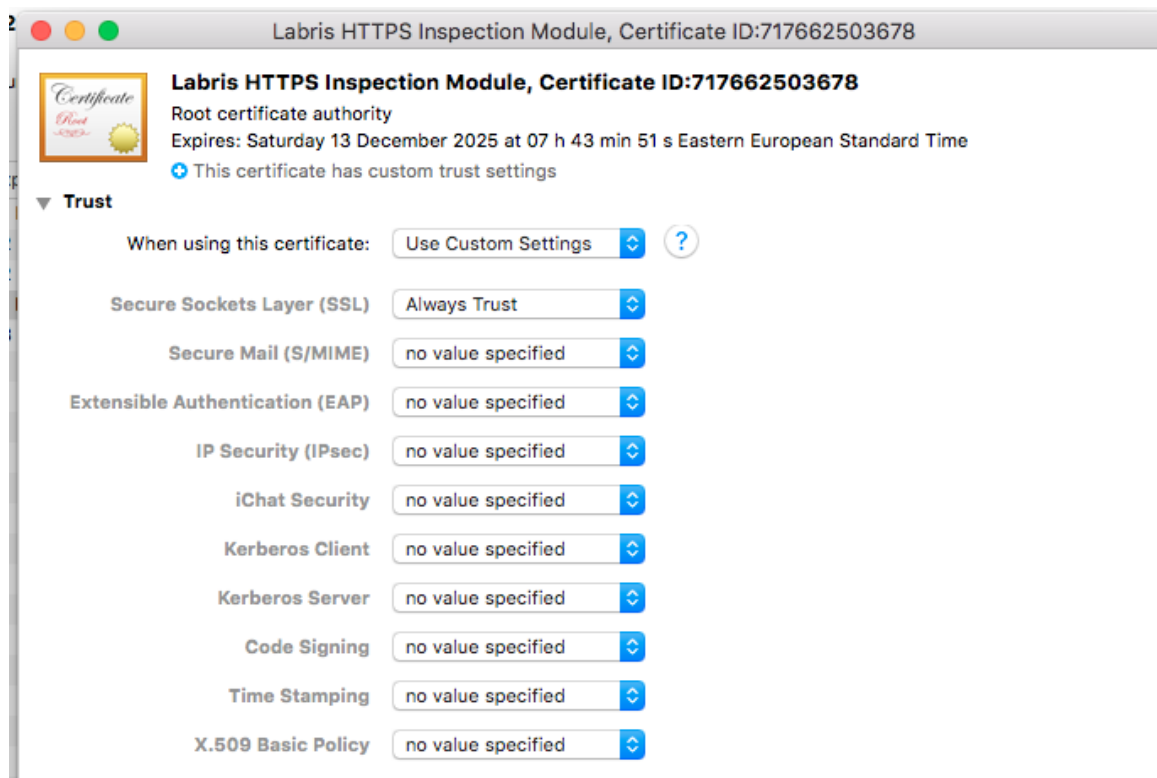 Labris HTTPS Inspection Module, Certificate ID:717662503678
Certificate
Root
Labris HTTPS Inspection Module, Certificate ID:717662503678
Root certificate authority
Expires: Saturday 13 December 2025 at 07 h 43 min 51 s Eastern European Standard Time
This certificate has custom trust settings
Trust
When using this certificate: Use Custom Settings ?
Secure Sockets Layer (SSL) Always Trust
Secure Mail (S/MIME) no value specified
Extensible Authentication (EAP) no value specified
IP Security (IPsec) no value specified
iChat Security no value specified
Kerberos Client no value specified
Kerberos Server no value specified
Code Signing no value specified
Time Stamping no value specified
X.509 Basic Policy no value specified